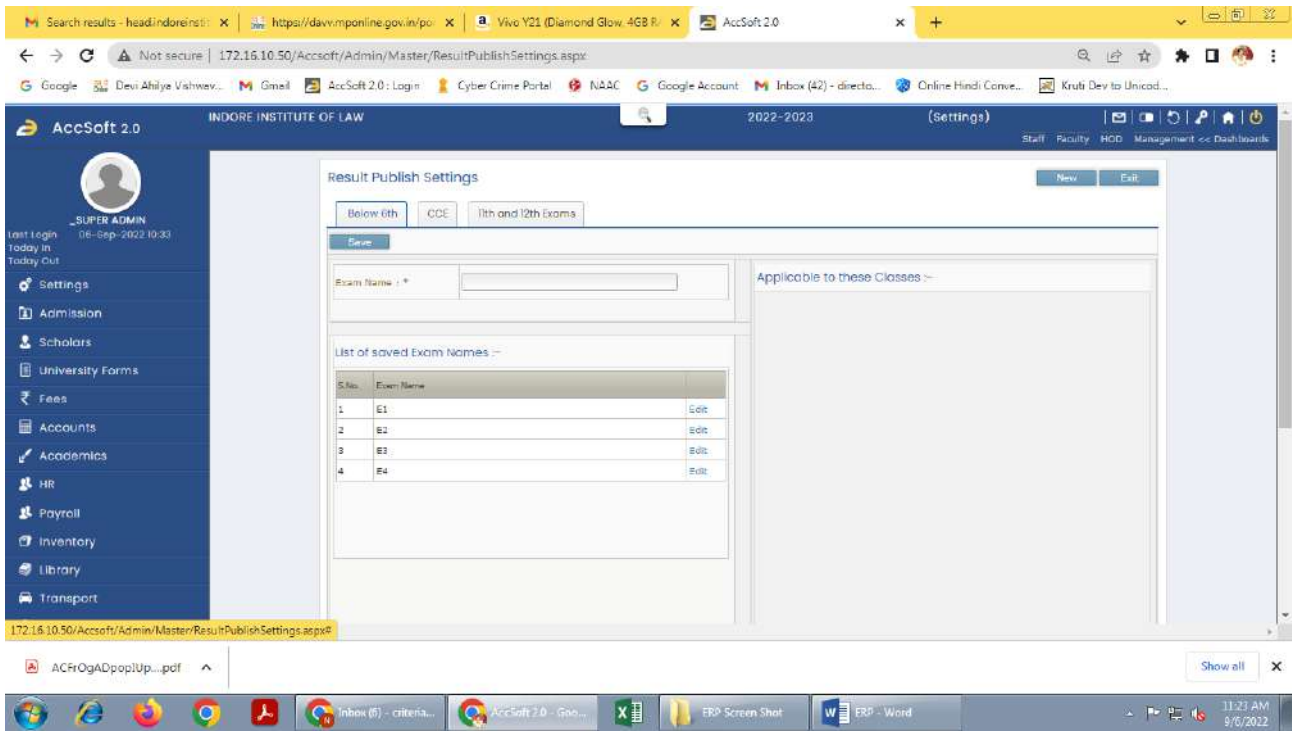 Search results - head.indoreinsti
https://davv.mponline.gov.in/po
Vivo Y21 (Diamond Glow, 4GB R
AccSoft 2.0
Not secure | 172.16.10.50/Accsoft/Admin/Master/ResultPublishSettings.aspx
Google Devi Ahilya Vishwav... Gmail AccSoft 2.0 : Login Cyber Crime Portal NAAC Google Account Inbox (42) - directo... Online Hindi Conve... Kruti Dev to Unicod...
AccSoft 2.0
INDORE INSTITUTE OF LAW 2022-2023 (Settings)
Staff Faculty HOD Management << Dashboards
_SUPER ADMIN
Last Login 06-Sep-2022 10:33
Today In
Today Out
Settings
Admission
Scholars
University Forms
Fees
Accounts
Academics
HR
Payroll
Inventory
Library
Transport
Result Publish Settings
New Exit
Below 6th CCE 11th and 12th Exams
Save
Exam Name : *
Applicable to these Classes :-
List of saved Exam Names :-
S.No. Exam Name
1 E1 Edit
2 E2 Edit
3 E3 Edit
4 E4 Edit
172.16.10.50/Accsoft/Admin/Master/ResultPublishSettings.aspx#
ACFrOgADpopIUp....pdf
Show all
Inbox (6) - criteria...
AccSoft 2.0 - Goo...
ERP Screen Shot
ERP - Word
11:23 AM
9/6/2022